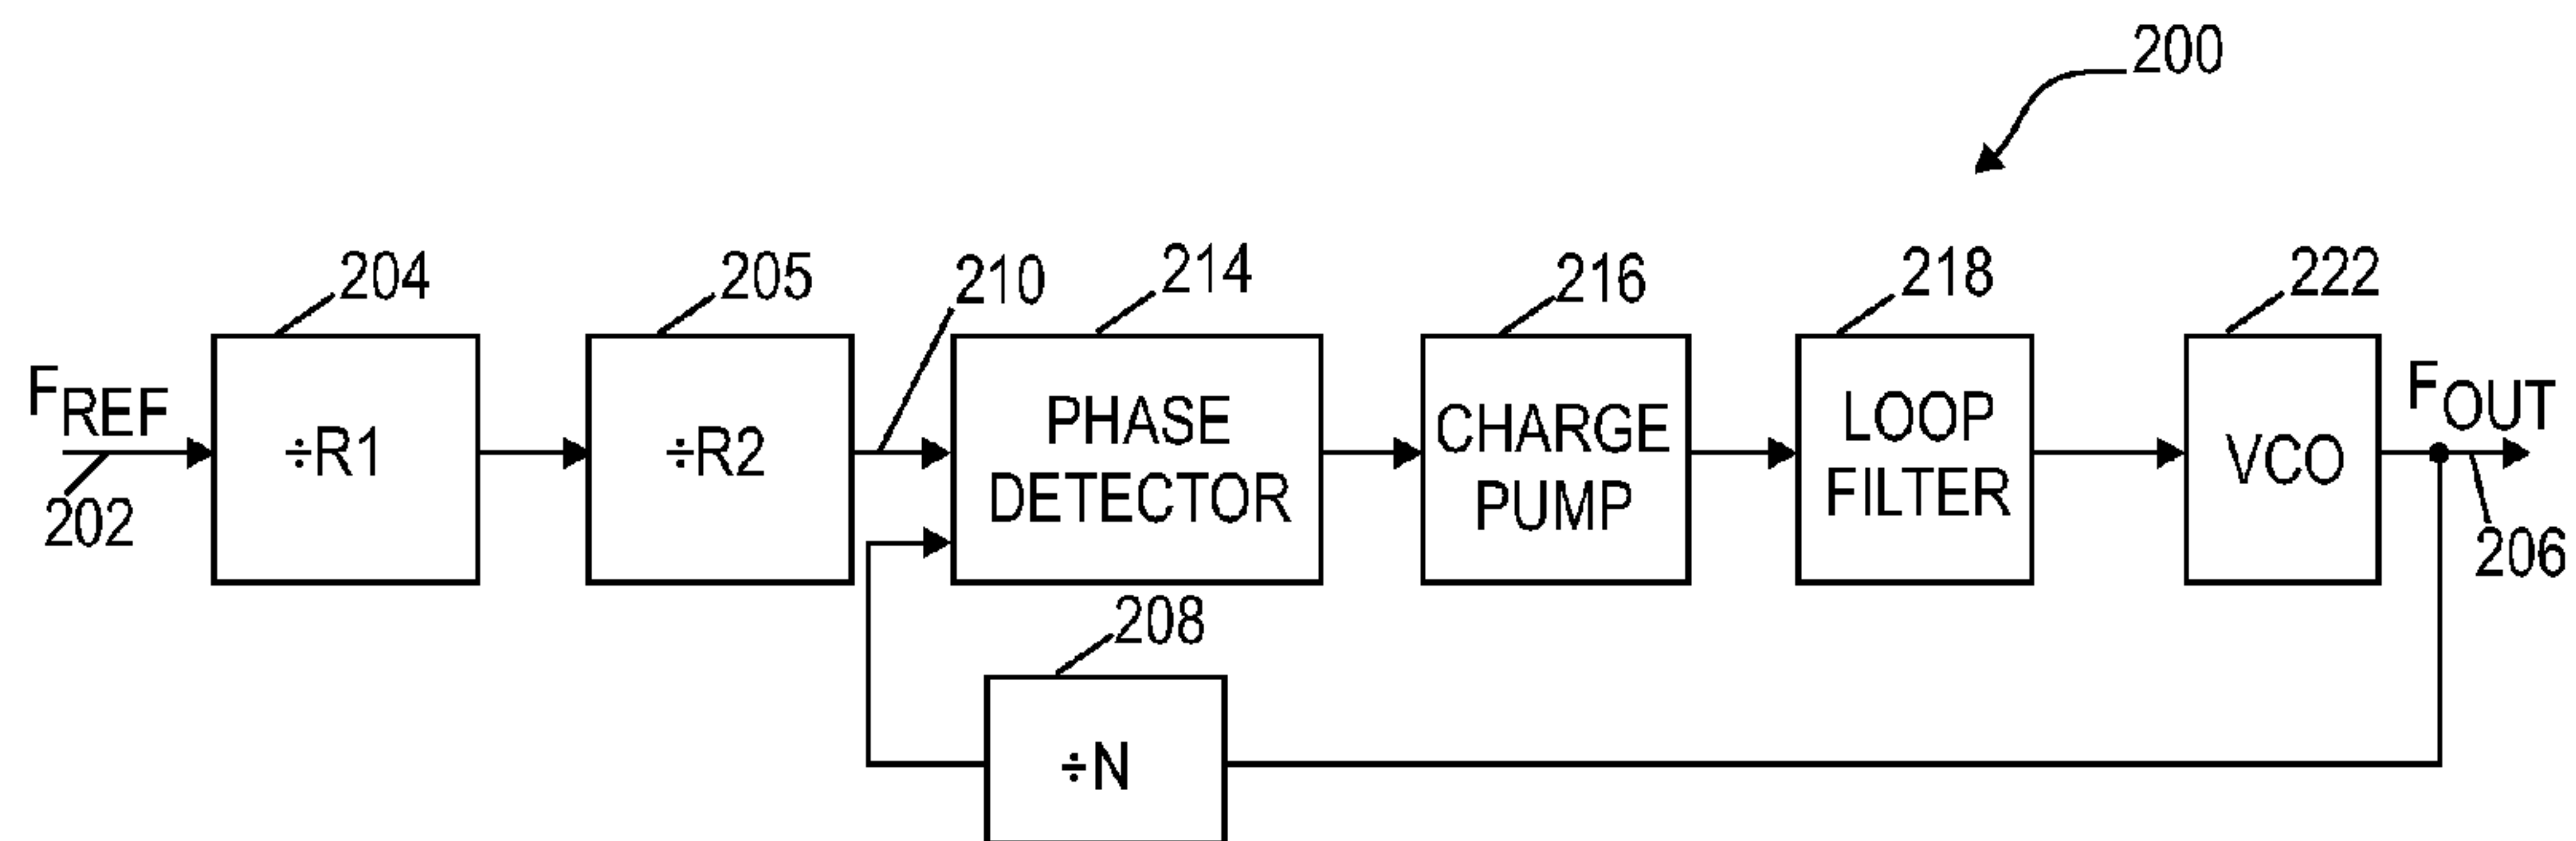 200
204
205
210
214
216
218
222
FREF
202
÷R1
÷R2
PHASE
DETECTOR
CHARGE
PUMP
LOOP
FILTER
VCO
FOUT
206
208
÷N